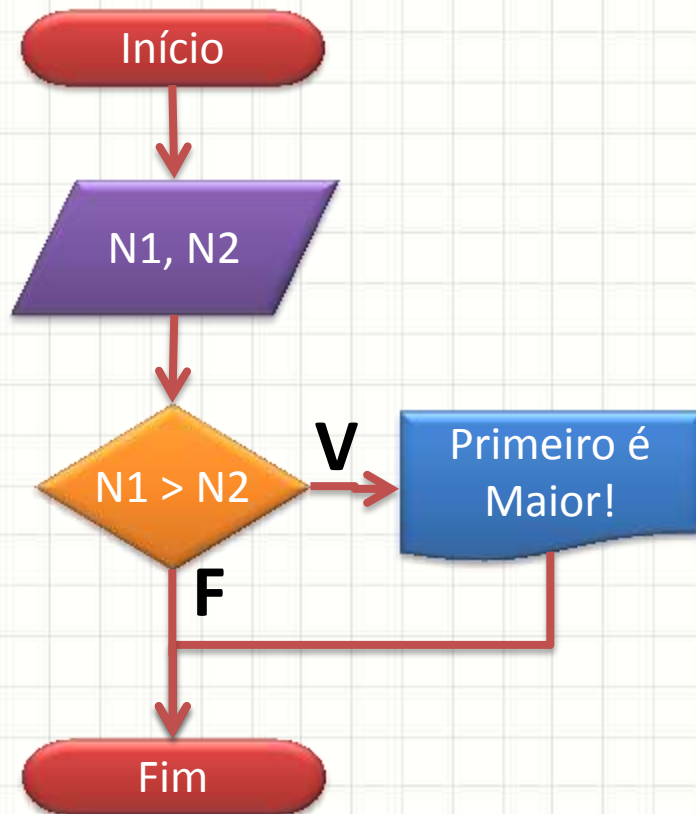 Início
N1, N2
N1 > N2
V
Primeiro é
Maior!
F
Fim